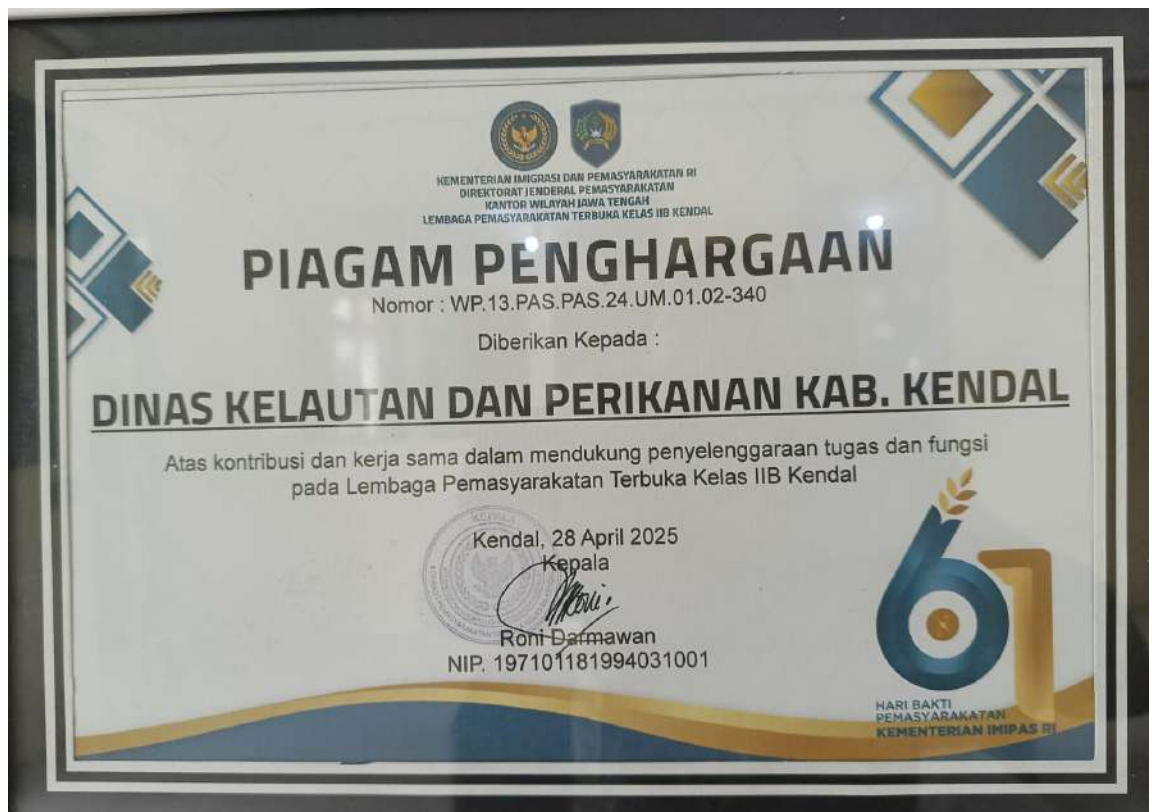 KEMENTERIAN IMIGRASI DAN PEMASYARAKATAN RI
DIREKTORAT JENDERAL PEMASYARAKATAN
KANTOR WILAYAH JAWA TENGAH
LEMBAGA PEMASYARAKATAN TERBUKA KELAS IIB KENDAL
PIAGAM PENGHARGAAN
Nomor : WP.13.PAS.PAS.24.UM.01.02-340
Diberikan Kepada :
DINAS KELAUTAN DAN PERIKANAN KAB. KENDAL
Atas kontribusi dan kerja sama dalam mendukung penyelenggaraan tugas dan fungsi
pada Lembaga Pemasyarakatan Terbuka Kelas IIB Kendal
KEPALA
Kendal, 28 April 2025
Kepala
Roni Darmawan
NIP. 197101181994031001
61
HARI BAKTI
PEMASYARAKATAN
KEMENTERIAN IMIPAS RI